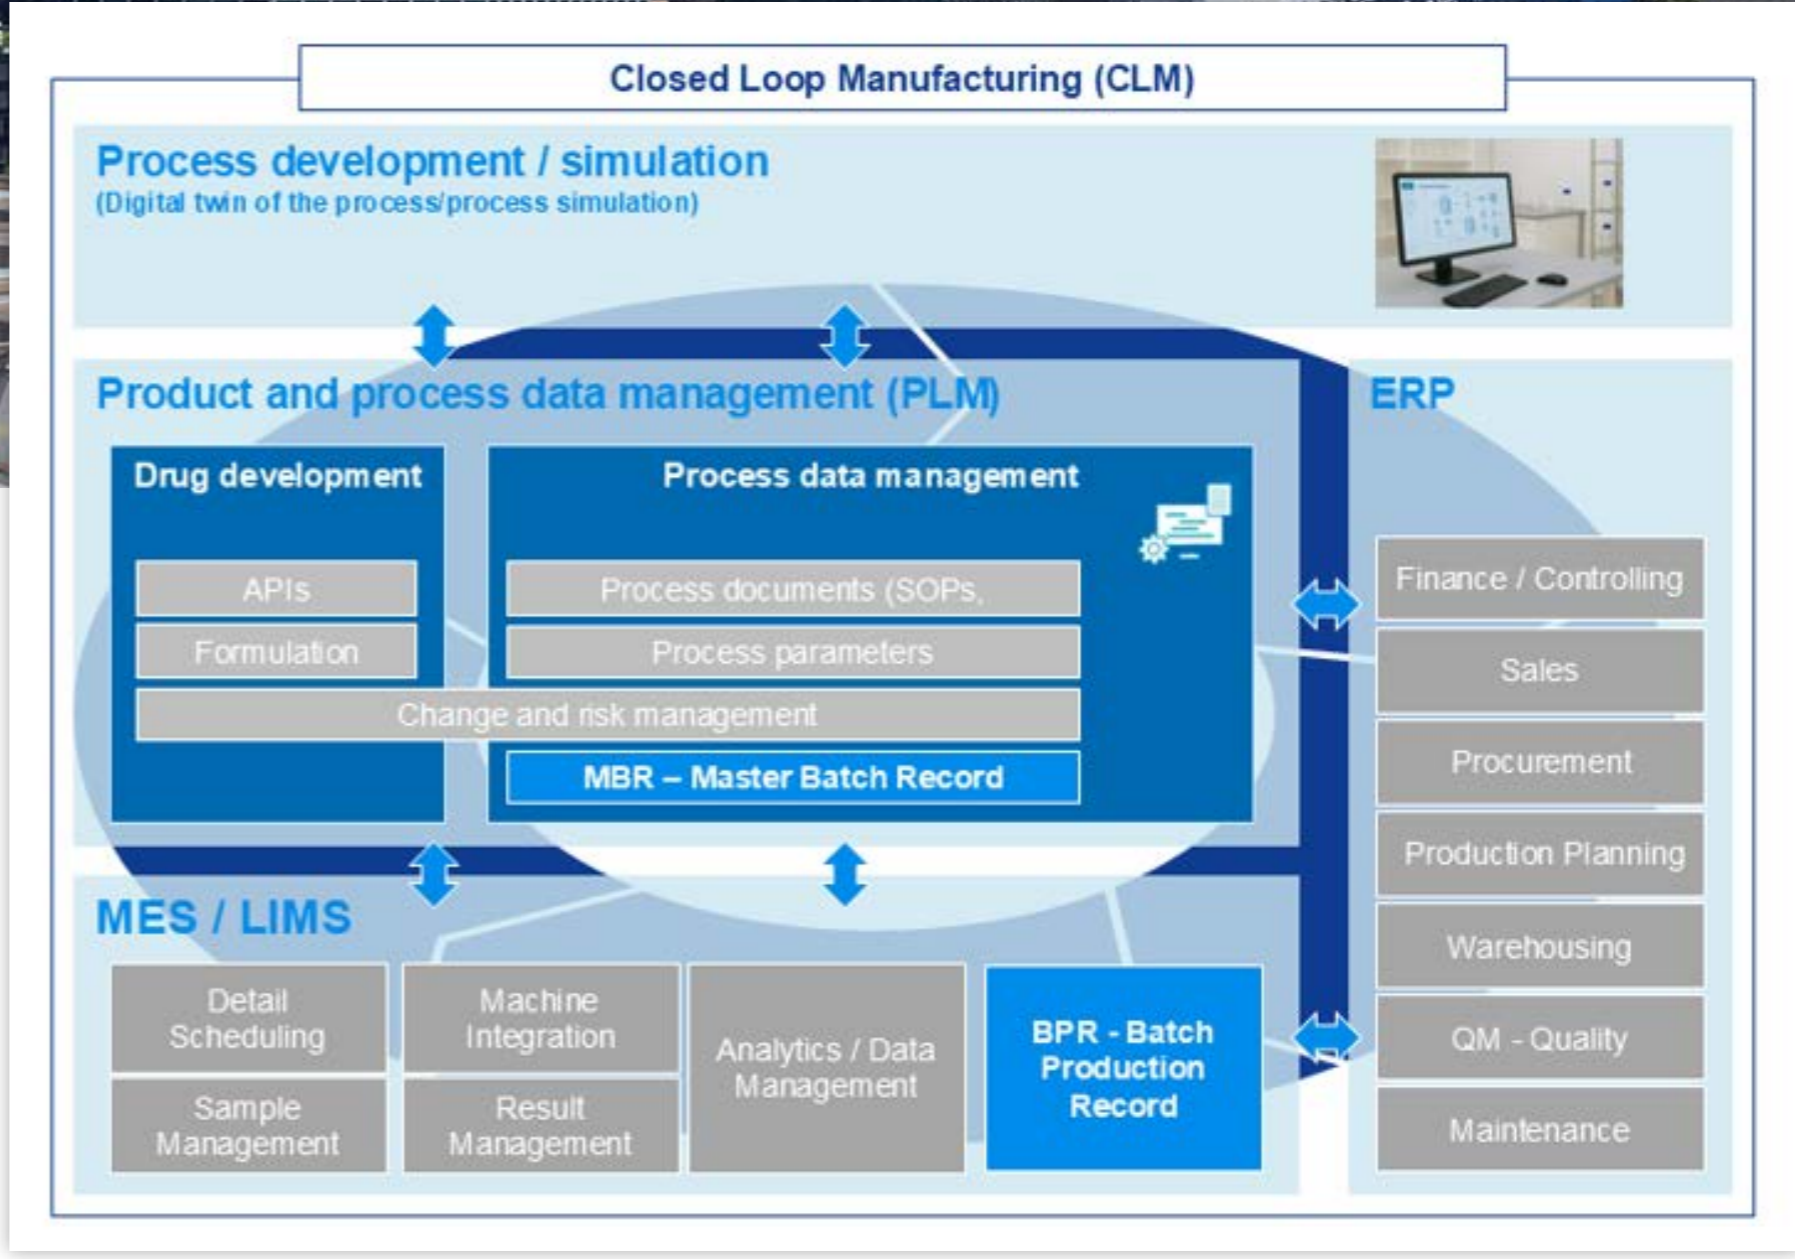 Closed Loop Manufacturing (CLM)
Process development / simulation
(Digital twin of the process/process simulation)
Product and process data management (PLM)
ERP
Drug development
Process data management
APIs
Formulation
Process documents (SOPs,
Process parameters
Change and risk management
MBR – Master Batch Record
Finance / Controlling
Sales
Procurement
Production Planning
Warehousing
QM - Quality
Maintenance
MES / LIMS
Detail
Scheduling
Machine
Integration
Sample
Management
Result
Management
Analytics / Data
Management
BPR - Batch
Production
Record